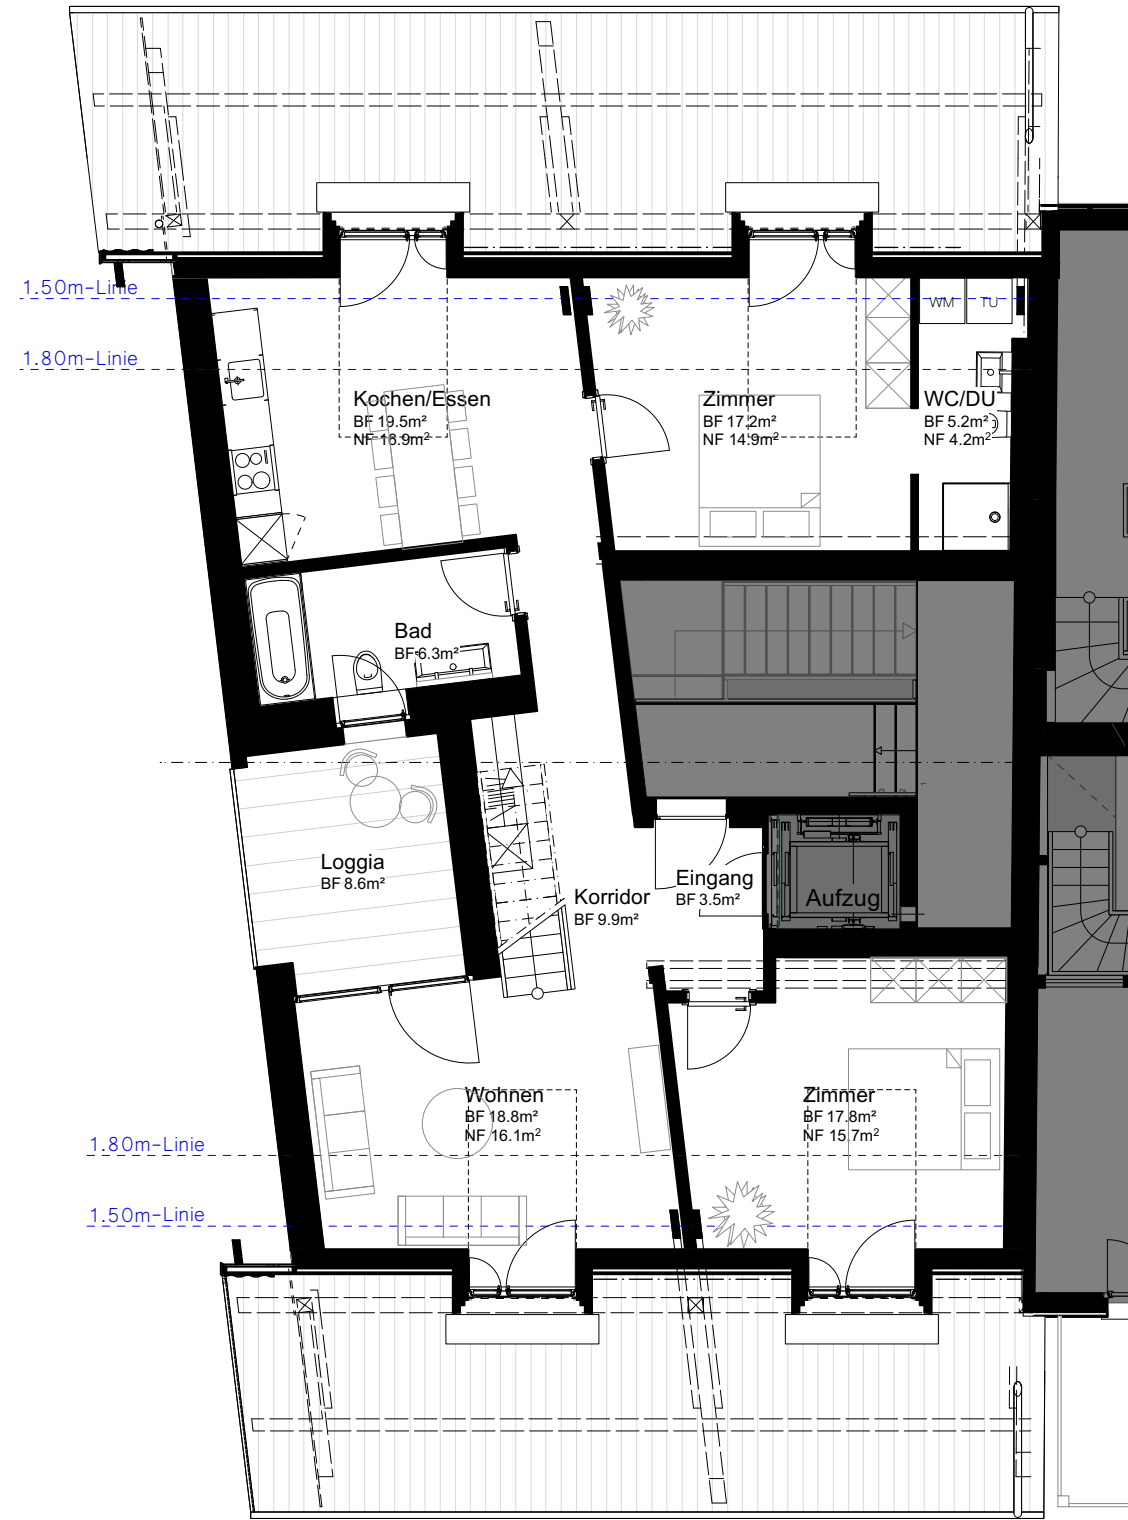 1.50m-Linie
1.80m-Linie
WM
TU
Kochen/Essen
BF 19.5m²
NF 16.9m²
Zimmer
BF 17.2m²
NF 14.9m²
WC/DU
BF 5.2m²
NF 4.2m²
Bad
BF 6.3m²
Loggia
BF 8.6m²
Korridor
BF 9.9m²
Eingang
BF 3.5m²
Aufzug
Wohnen
BF 18.8m²
NF 16.1m²
Zimmer
BF 17.8m²
NF 15.7m²
1.80m-Linie
1.50m-Linie